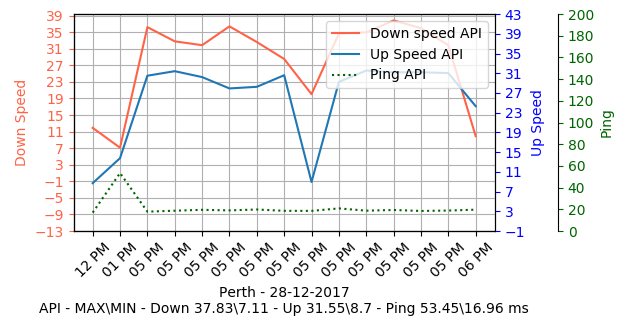 39
35
31
27
23
19
15
11
7
3
−1
−5
−9
−13
Down Speed
43
39
35
31
27
23
19
15
11
7
3
−1
Up Speed
200
180
160
140
120
100
80
60
40
20
0
Ping
Down speed API
Up Speed API
Ping API
12 PM
01 PM
05 PM
05 PM
05 PM
05 PM
05 PM
05 PM
05 PM
05 PM
05 PM
05 PM
05 PM
05 PM
06 PM
Perth - 28-12-2017
API - MAX\MIN - Down 37.83\7.11 - Up 31.55\8.7 - Ping 53.45\16.96 ms